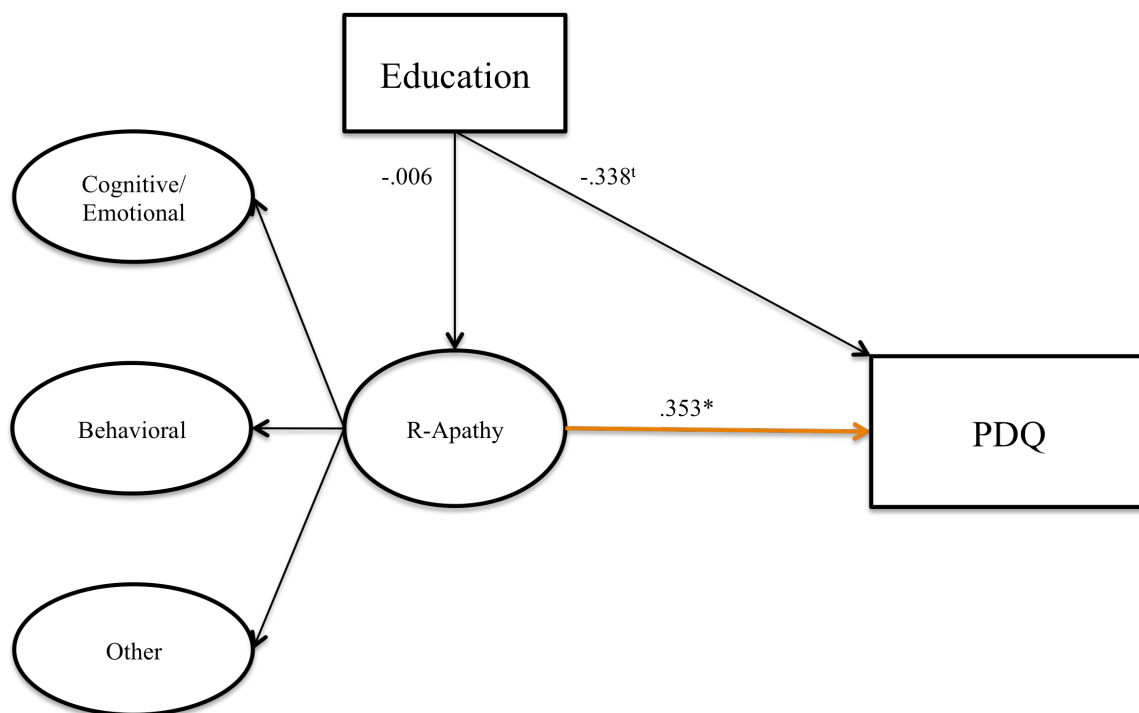 Education
-.006
-.338ᵗ
Cognitive/
Emotional
.353*
Behavioral
R-Apathy
PDQ
Other